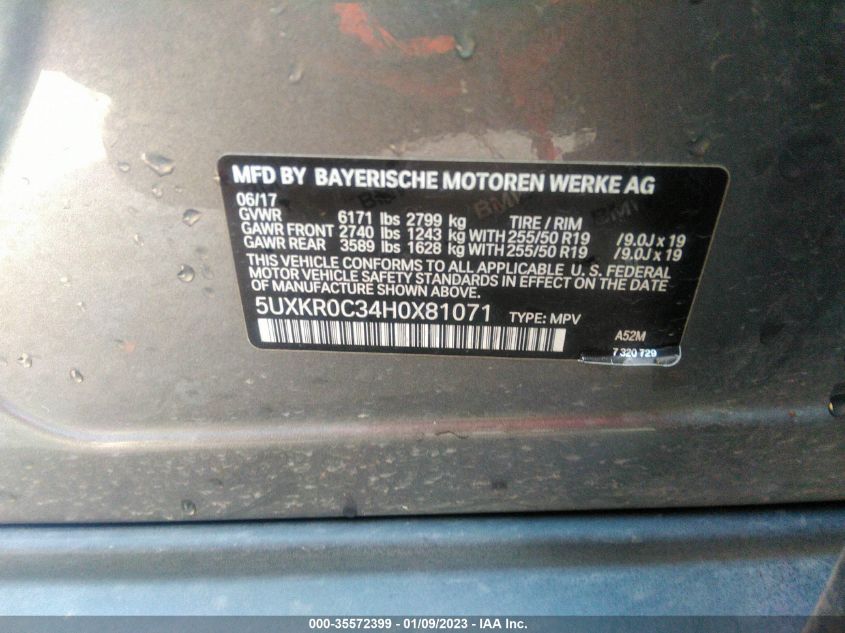 MFD BY BAYERISCHE MOTOREN WERKE AG
06/17
GVWR 6171 lbs 2799 kg TIRE / RIM
GAWR FRONT 2740 lbs 1243 kg WITH 255/50 R19 /9.0J x 19
GAWR REAR 3589 lbs 1628 kg WITH 255/50 R19 /9.0J x 19
THIS VEHICLE CONFORMS TO ALL APPLICABLE U. S. FEDERAL
MOTOR VEHICLE SAFETY STANDARDS IN EFFECT ON THE DATE
OF MANUFACTURE SHOWN ABOVE.
5UXKR0C34H0X81071 TYPE: MPV
A52M
7 320 729
000-35572399 - 01/09/2023 - IAA Inc.